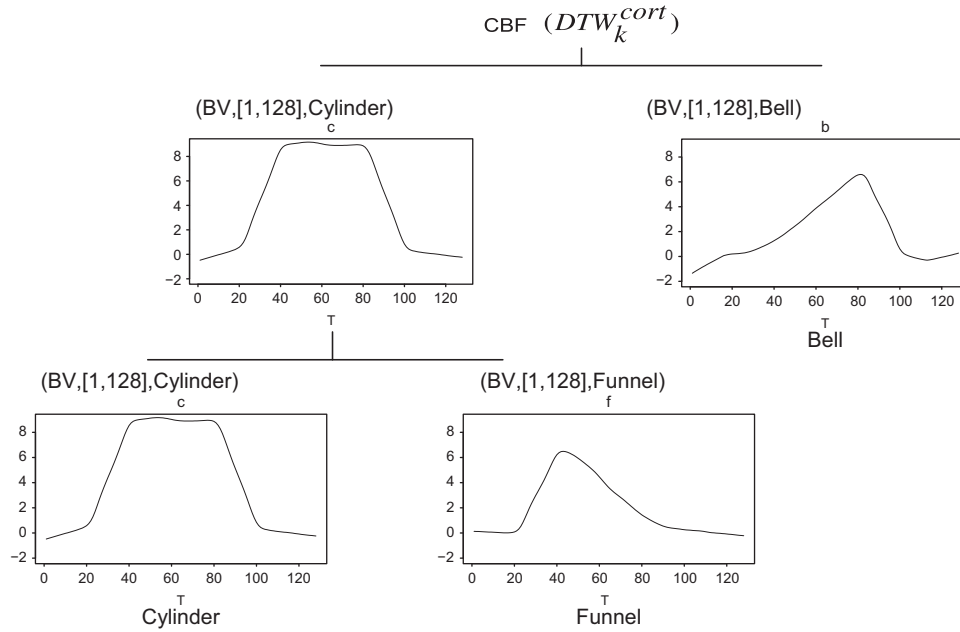 CBF (DTW_k^cort)
(BV,[1,128],Cylinder)
c
8
6
4
2
0
−2
0 20 40 60 80 100 120
T
(BV,[1,128],Bell)
b
8
6
4
2
0
−2
0 20 40 60 80 100 120
T
Bell
(BV,[1,128],Cylinder)
c
8
6
4
2
0
−2
0 20 40 60 80 100 120
T
Cylinder
(BV,[1,128],Funnel)
f
8
6
4
2
0
−2
0 20 40 60 80 100 120
T
Funnel